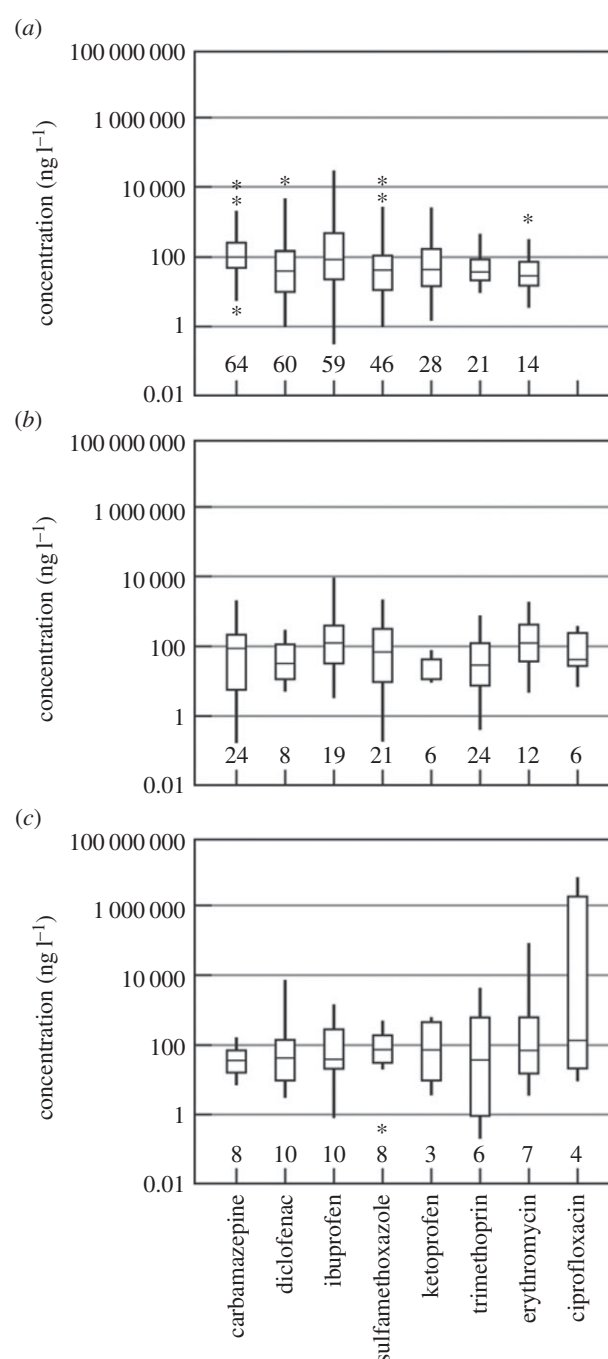 (a)
100 000 000
1 000 000
10 000
100
1
0.01
concentration (ng l⁻¹)
* * * * * * *
*
64 60 59 46 28 21 14
(b)
100 000 000
1 000 000
10 000
100
1
0.01
concentration (ng l⁻¹)
24 8 19 21 6 24 12 6
(c)
100 000 000
1 000 000
10 000
100
1
0.01
concentration (ng l⁻¹)
*
8 10 10 8 3 6 7 4
carbamazepine
diclofenac
ibuprofen
sulfamethoxazole
ketoprofen
trimethoprin
erythromycin
ciprofloxacin